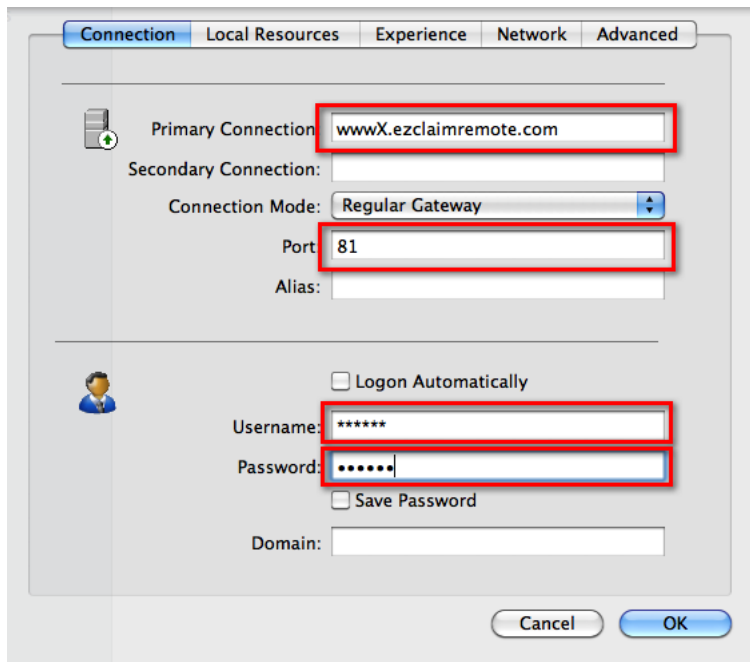 Connection Local Resources Experience Network Advanced
Primary Connection wwwX.ezclaimremote.com
Secondary Connection:
Connection Mode: Regular Gateway
Port 81
Alias:
Logon Automatically
Username: ******
Password: ••••••
Save Password
Domain:
Cancel OK